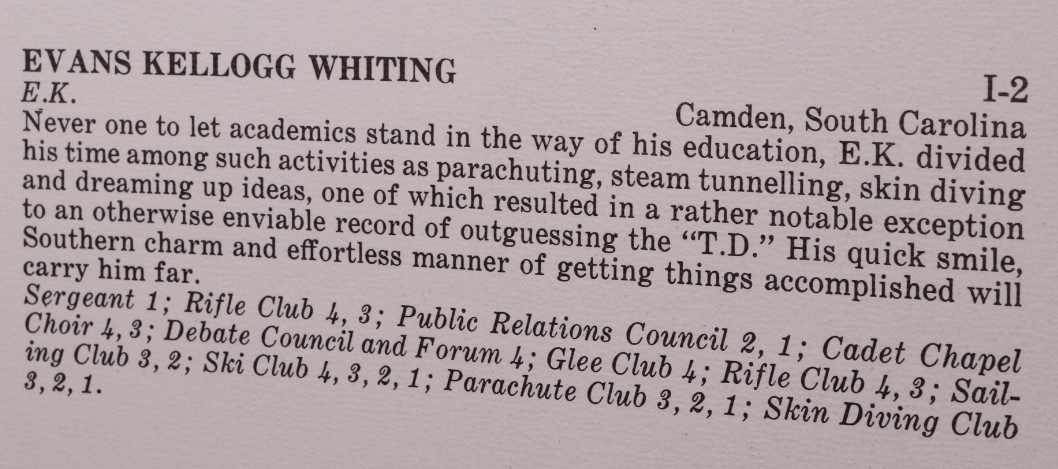 EVANS KELLOGG WHITING
I-2
E.K.
Camden, South Carolina
Never one to let academics stand in the way of his education, E.K. divided
his time among such activities as parachuting, steam tunnelling, skin diving
and dreaming up ideas, one of which resulted in a rather notable exception
to an otherwise enviable record of outguessing the “T.D.” His quick smile,
Southern charm and effortless manner of getting things accomplished will
carry him far.
Sergeant 1; Rifle Club 4, 3; Public Relations Council 2, 1; Cadet Chapel
Choir 4, 3; Debate Council and Forum 4; Glee Club 4; Rifle Club 4, 3; Sail-
ing Club 3, 2; Ski Club 4, 3, 2, 1; Parachute Club 3, 2, 1; Skin Diving Club
3, 2, 1.